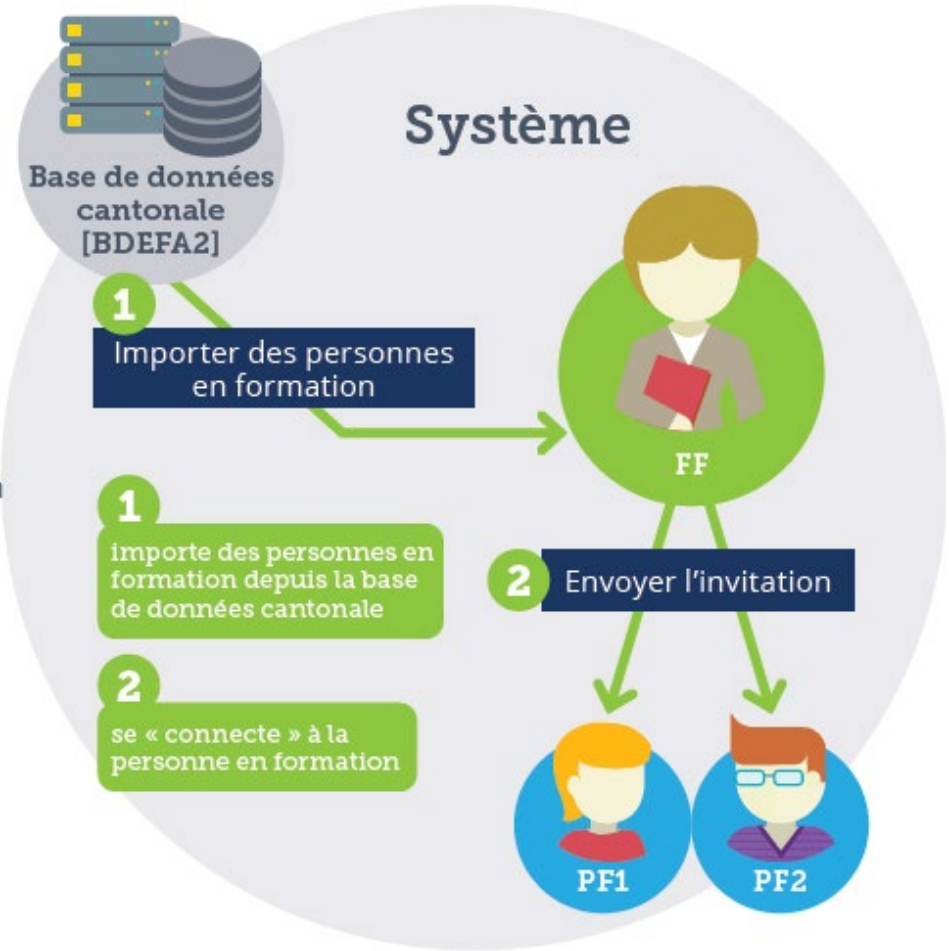 Système
Base de données
cantonale
[BDEFA2]
1
Importer des personnes
en formation
FF
1
importe des personnes en
formation depuis la base
de données cantonale
2
Envoyer l’invitation
2
se « connecte » à la
personne en formation
PF1
PF2